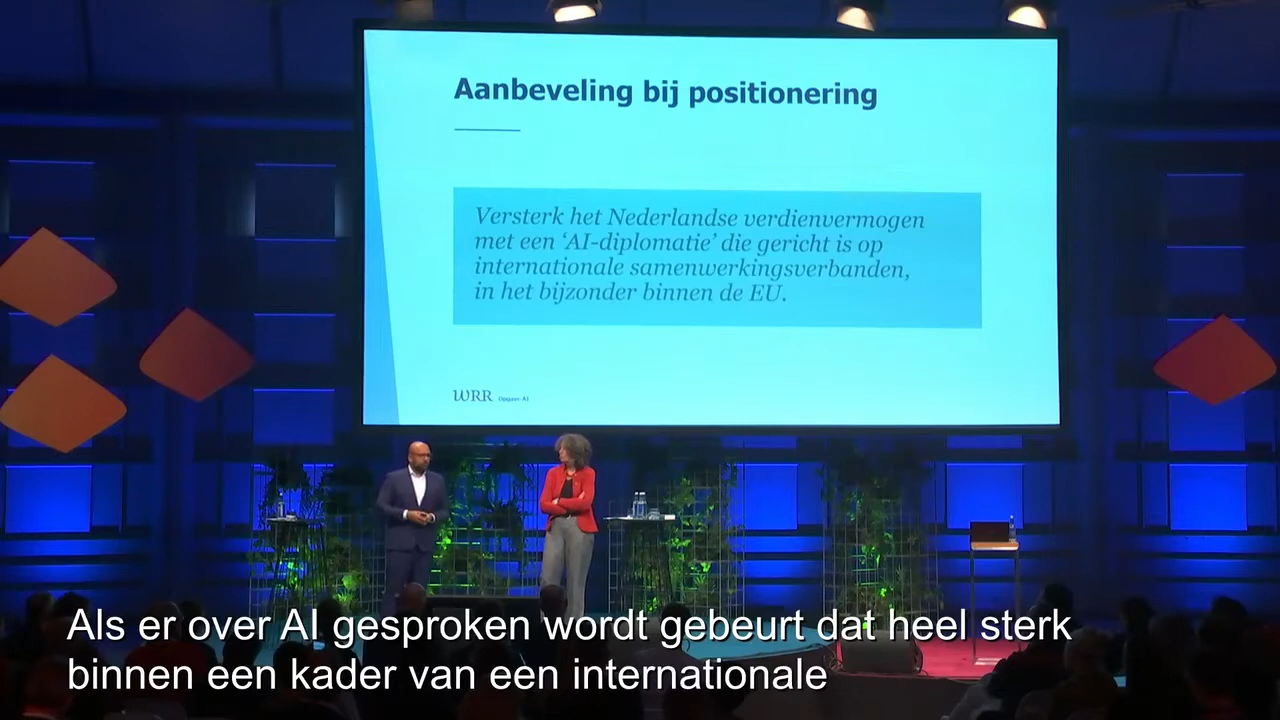 Aanbeveling bij positionering
Versterk het Nederlandse verdienvermogen
met een ‘AI-diplomatie’ die gericht is op
internationale samenwerkingsverbanden,
in het bijzonder binnen de EU.
WRR Opgave AI
Als er over AI gesproken wordt gebeurt dat heel sterk
binnen een kader van een internationale